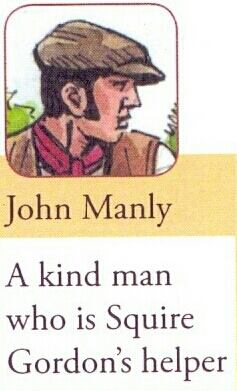 John Manly
A kind man
who is Squire
Gordon's helper